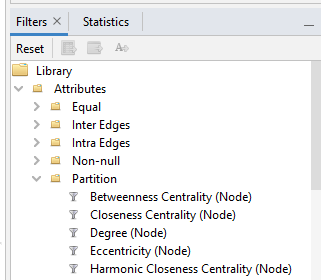 Filters × Statistics
Reset
Library
Attributes
Equal
Inter Edges
Intra Edges
Non-null
Partition
Betweenness Centrality (Node)
Closeness Centrality (Node)
Degree (Node)
Eccentricity (Node)
Harmonic Closeness Centrality (Node)